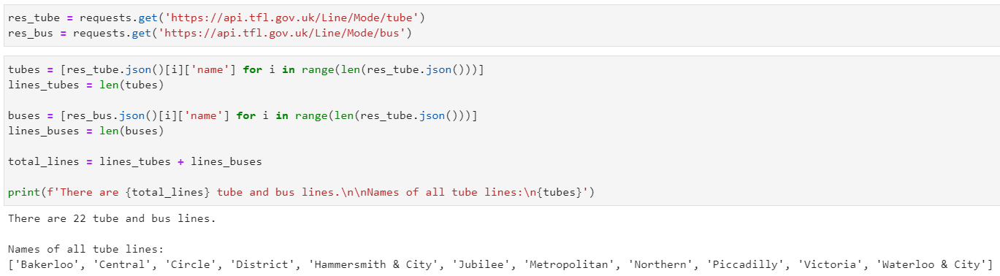 res_tube = requests.get('https://api.tfl.gov.uk/Line/Mode/tube')
res_bus = requests.get('https://api.tfl.gov.uk/Line/Mode/bus')
tubes = [res_tube.json()[i]['name'] for i in range(len(res_tube.json()))]
lines_tubes = len(tubes)
buses = [res_bus.json()[i]['name'] for i in range(len(res_tube.json()))]
lines_buses = len(buses)
total_lines = lines_tubes + lines_buses
print(f'There are {total_lines} tube and bus lines.\n\nNames of all tube lines:\n{tubes}')
There are 22 tube and bus lines.
Names of all tube lines:
['Bakerloo', 'Central', 'Circle', 'District', 'Hammersmith & City', 'Jubilee', 'Metropolitan', 'Northern', 'Piccadilly', 'Victoria', 'Waterloo & City']